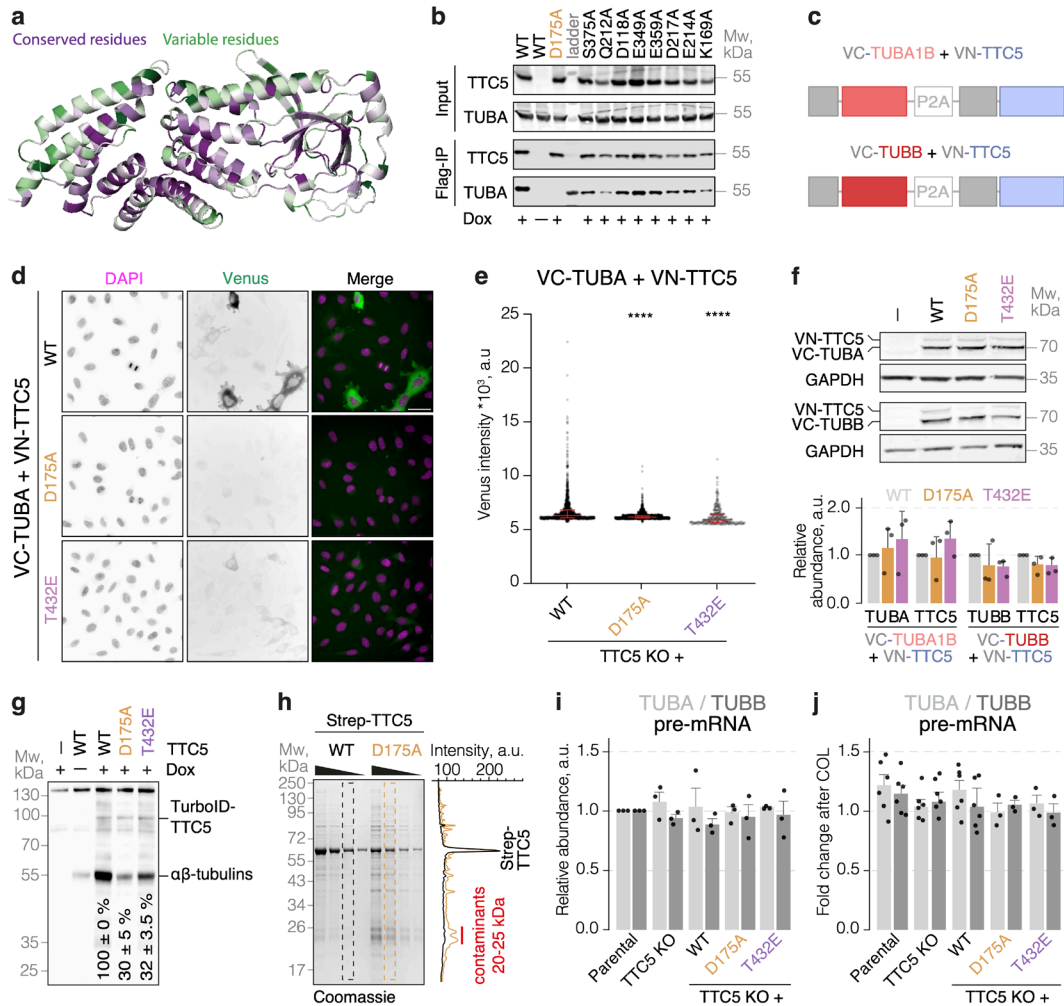 a
Conserved residues Variable residues
b
WT
WT
D175A
ladder
S375A
Q212A
D118A
E349A
E359A
D217A
E214A
K169A
Mw,
kDa
Input
TTC5
55
TUBA
55
Flag-IP
TTC5
55
TUBA
55
Dox + — + + + + + + + + +
c
VC-TUBA1B + VN-TTC5
P2A
VC-TUBB + VN-TTC5
P2A
d
DAPI Venus Merge
VC-TUBA + VN-TTC5
WT
D175A
T432E
e
VC-TUBA + VN-TTC5
Venus intensity *10³, a.u
25
20
15
10
5
0
**** ****
WT
D175A
T432E
TTC5 KO +
f
—
WT
D175A
T432E
Mw,
kDa
VN-TTC5
VC-TUBA
70
GAPDH
35
VN-TTC5
VC-TUBB
70
GAPDH
35
WT D175A T432E
Relative
abundance, a.u.
2.0
1.0
0.0
TUBA TTC5 TUBB TTC5
VC-TUBA1B
+ VN-TTC5
VC-TUBB
+ VN-TTC5
g
—
WT
WT
D175A
T432E
TTC5
+ — + + + Dox
Mw,
kDa
130
100
70
55
35
25
TurboID-
TTC5
αβ-tubulins
100 ± 0 %
30 ± 5 %
32 ± 3.5 %
h
Strep-TTC5
WT D175A
Mw,
kDa
250
130
95
72
55
43
34
26
17
Coomassie
Intensity, a.u.
100 200
Strep-
TTC5
contaminants
20-25 kDa
i
TUBA / TUBB
pre-mRNA
Relative abundance, a.u.
1.5
1.0
0.5
0.0
Parental
TTC5 KO
WT
D175A
T432E
TTC5 KO +
j
TUBA / TUBB
pre-mRNA
Fold change after COL
1.5
1.0
0.5
0.0
Parental
TTC5 KO
WT
D175A
T432E
TTC5 KO +